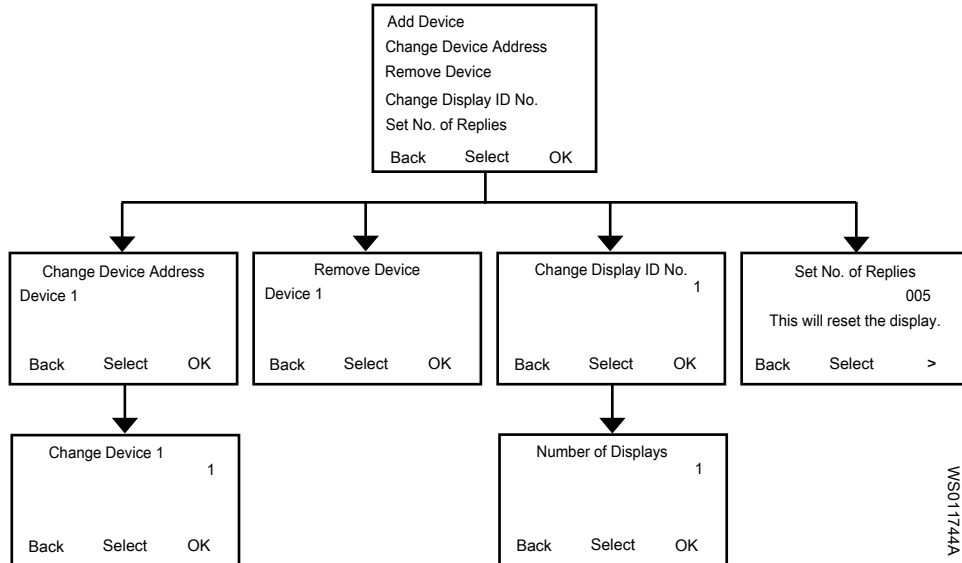 Add Device
Change Device Address
Remove Device
Change Display ID No.
Set No. of Replies
Back Select OK
Change Device Address
Device 1
Back Select OK
Remove Device
Device 1
Back Select OK
Change Display ID No.
1
Back Select OK
Set No. of Replies
005
This will reset the display.
Back Select >
Change Device 1
1
Back Select OK
Number of Displays
1
Back Select OK
WS011744A